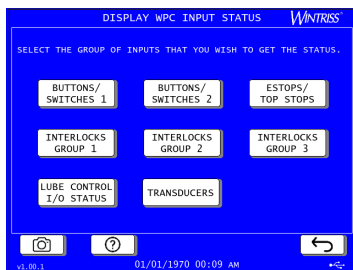 DISPLAY WPC INPUT STATUS
WINTRISS
SELECT THE GROUP OF INPUTS THAT YOU WISH TO GET THE STATUS.
BUTTONS/
SWITCHES 1
BUTTONS/
SWITCHES 2
ESTOPS/
TOP STOPS
INTERLOCKS
GROUP 1
INTERLOCKS
GROUP 2
INTERLOCKS
GROUP 3
LUBE CONTROL
I/O STATUS
TRANSDUCERS
?
v1.00.1
01/01/1970 00:09 AM